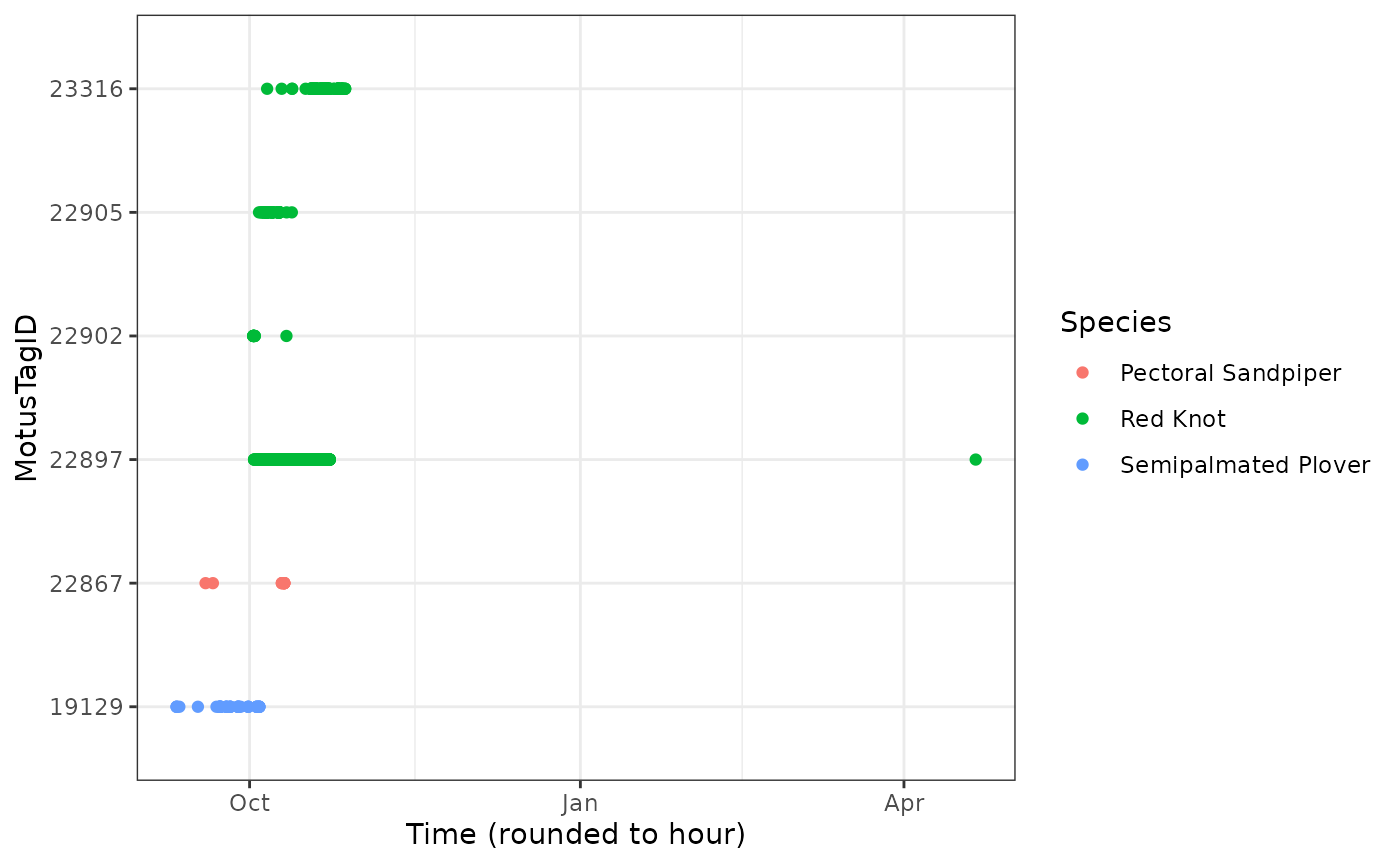 23316
22905
22902
22897
22867
19129
MotusTagID
Oct
Jan
Apr
Time (rounded to hour)
Species
Pectoral Sandpiper
Red Knot
Semipalmated Plover